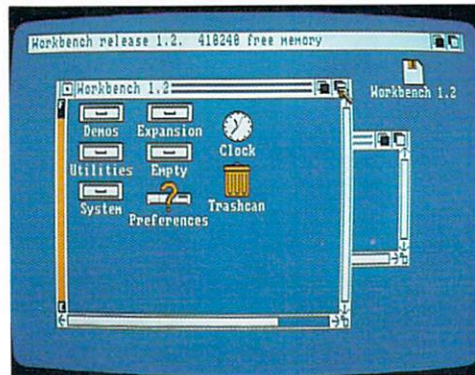 Workbench release 1.2.  418248 free memory
Workbench 1.2
Workbench 1.2
Demos
Expansion
Clock
Utilities
Empty
System
Preferences
Trashcan